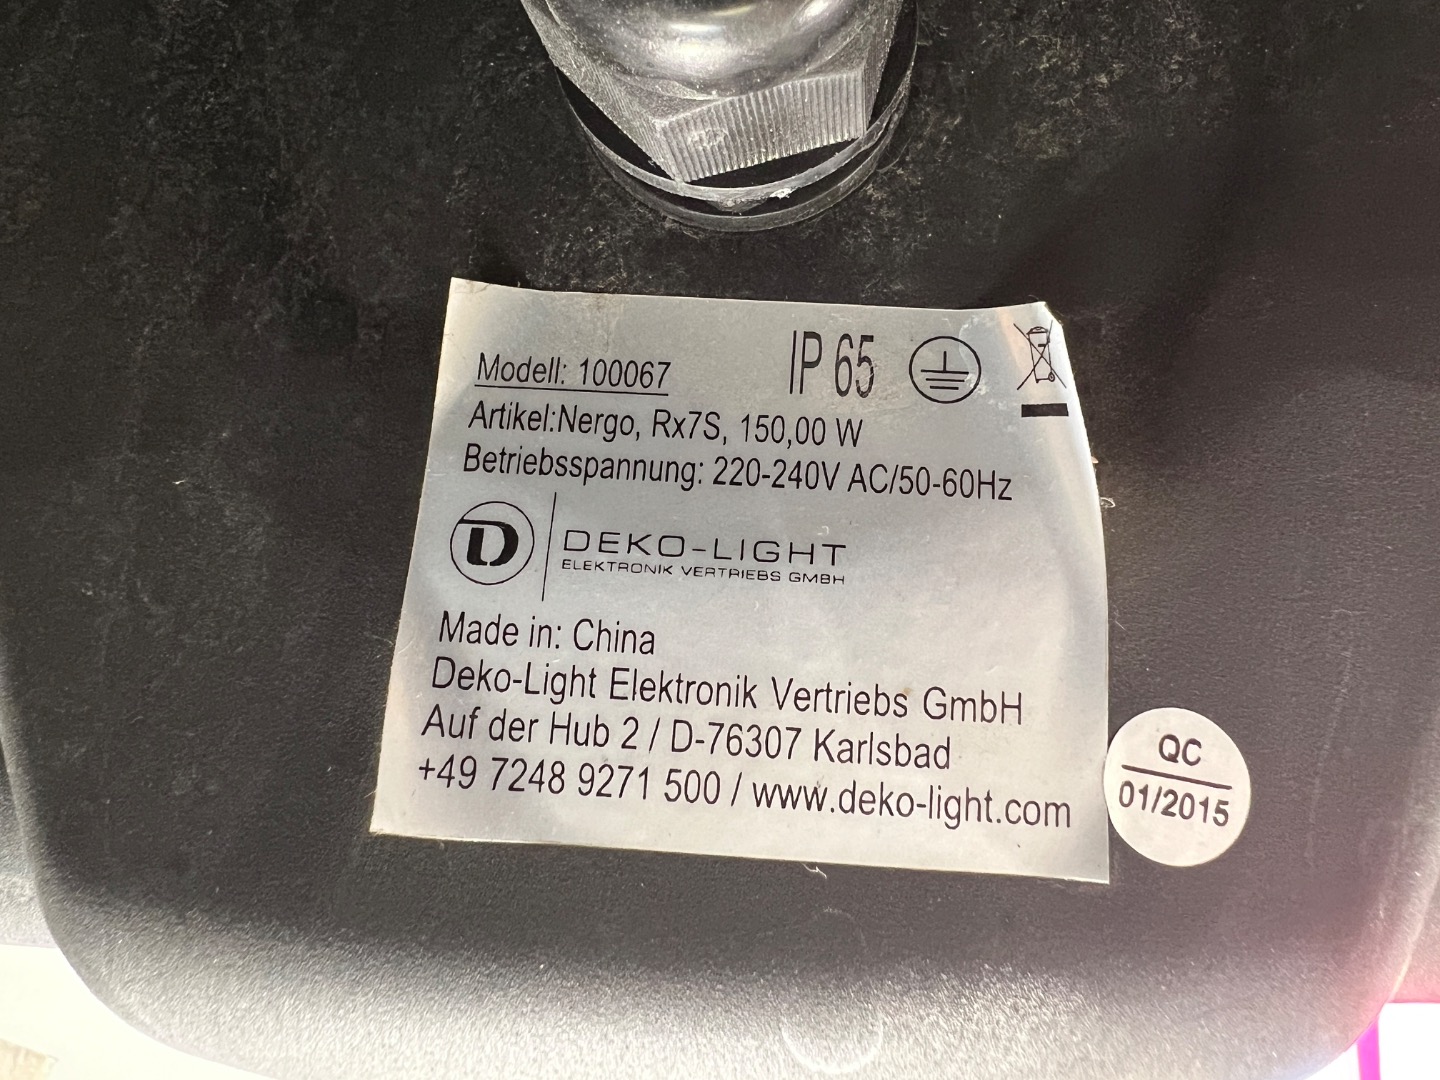 Modell: 100067
IP 65
Artikel:Nergo, Rx7S, 150,00 W
Betriebsspannung: 220-240V AC/50-60Hz
D
DEKO-LIGHT
ELEKTRONIK VERTRIEBS GMBH
Made in: China
Deko-Light Elektronik Vertriebs GmbH
Auf der Hub 2 / D-76307 Karlsbad
+49 7248 9271 500 / www.deko-light.com
QC
01/2015